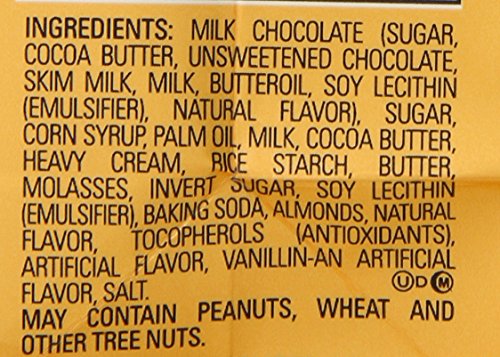 INGREDIENTS: MILK CHOCOLATE (SUGAR,
COCOA BUTTER, UNSWEETENED CHOCOLATE,
SKIM MILK, MILK, BUTTEROIL, SOY LECITHIN
(EMULSIFIER), NATURAL FLAVOR), SUGAR,
CORN SYRUP, PALM OIL, MILK, COCOA BUTTER,
HEAVY CREAM, RICE STARCH, BUTTER,
MOLASSES, INVERT SUGAR, SOY LECITHIN
(EMULSIFIER), BAKING SODA, ALMONDS, NATURAL
FLAVOR, TOCOPHEROLS (ANTIOXIDANTS),
ARTIFICIAL FLAVOR, VANILLIN-AN ARTIFICIAL
FLAVOR, SALT. U D M
MAY CONTAIN PEANUTS, WHEAT AND
OTHER TREE NUTS.